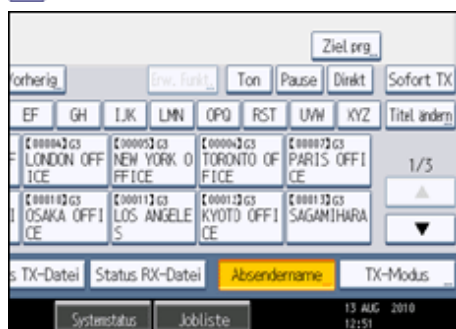 Ziel prg.
Vorherig. Erw. Funkt. Ton Pause Direkt Sofort TX
EF GH IJK LMN OPQ RST UVW XYZ Titel ändern
[00004]G3 [00005]G3 [00006]G3 [00007]G3
LONDON OFF NEW YORK O TORONTO OF PARIS OFFI
ICE FFICE FICE CE
1/3
[00010]G3 [00011]G3 [00012]G3 [00013]G3
OSAKA OFFI LOS ANGELE KYOTO OFFI SAGAMIHARA
CE S CE
s TX-Datei Status RX-Datei Absendername TX-Modus
Systemstatus Jobliste 13 AUG 2010
12:51